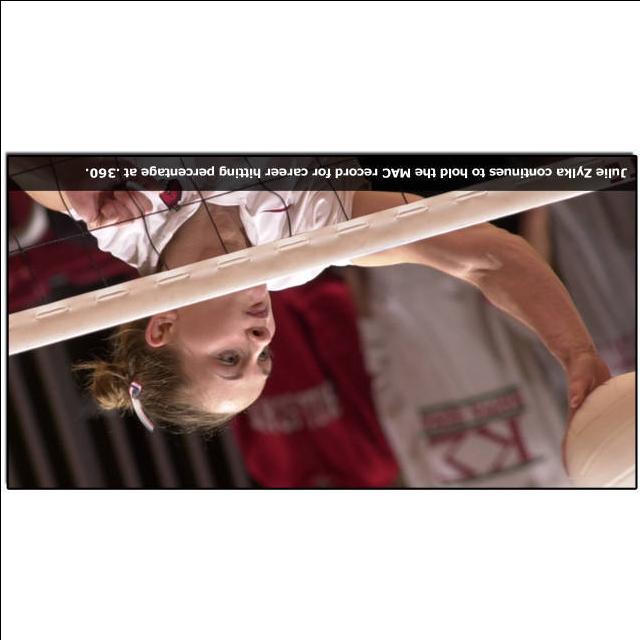 Julie Zylka continues to hold the MAC record for career hitting percentage at .360.